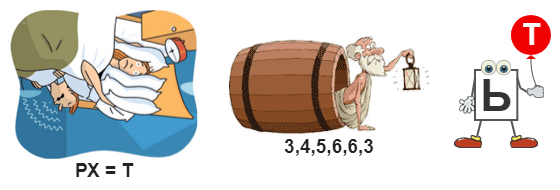 РХ = Т
3,4,5,6,6,3
Т
Ь